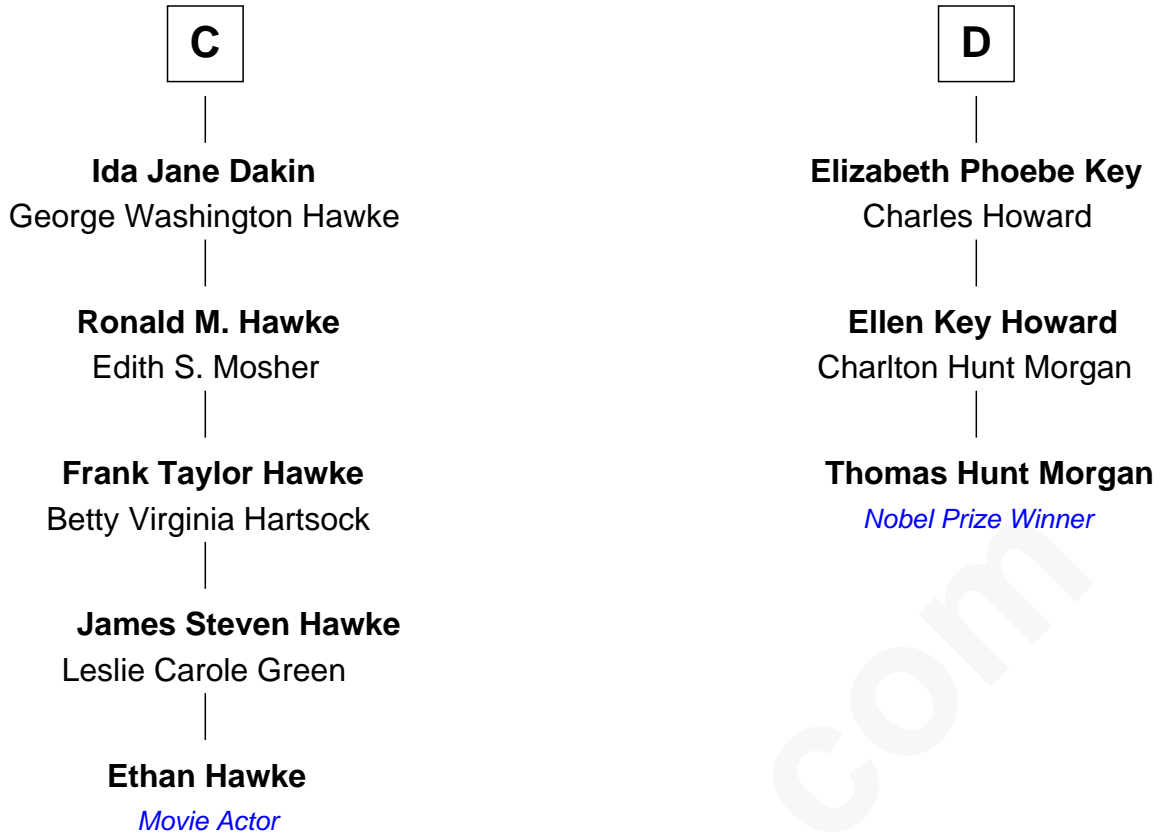 C
Ida Jane Dakin
George Washington Hawke
Ronald M. Hawke
Edith S. Mosher
Frank Taylor Hawke
Betty Virginia Hartsock
James Steven Hawke
Leslie Carole Green
Ethan Hawke
Movie Actor
D
Elizabeth Phoebe Key
Charles Howard
Ellen Key Howard
Charlton Hunt Morgan
Thomas Hunt Morgan
Nobel Prize Winner
com